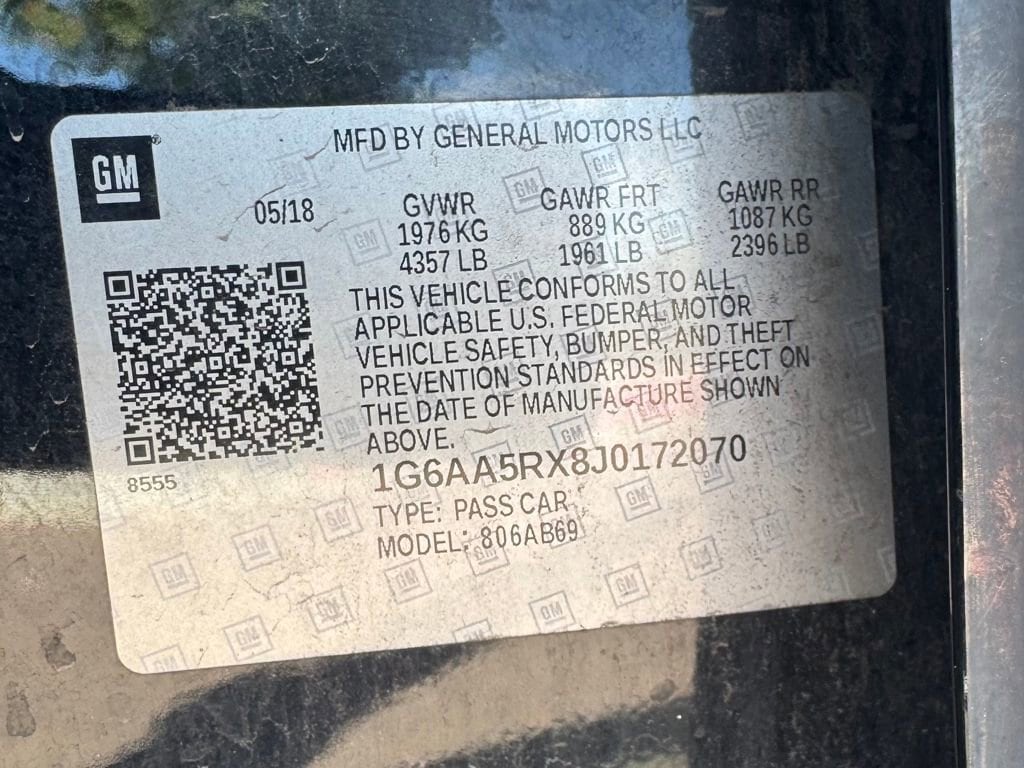 GM
MFD BY GENERAL MOTORS LLC
05/18
GVWR
1976 KG
4357 LB
GAWR FRT
889 KG
1961 LB
GAWR RR
1087 KG
2396 LB
THIS VEHICLE CONFORMS TO ALL
APPLICABLE U.S. FEDERAL MOTOR
VEHICLE SAFETY, BUMPER, AND THEFT
PREVENTION STANDARDS IN EFFECT ON
THE DATE OF MANUFACTURE SHOWN
ABOVE.
8555
1G6AA5RX8J0172070
TYPE: PASS CAR
MODEL: 806AB69